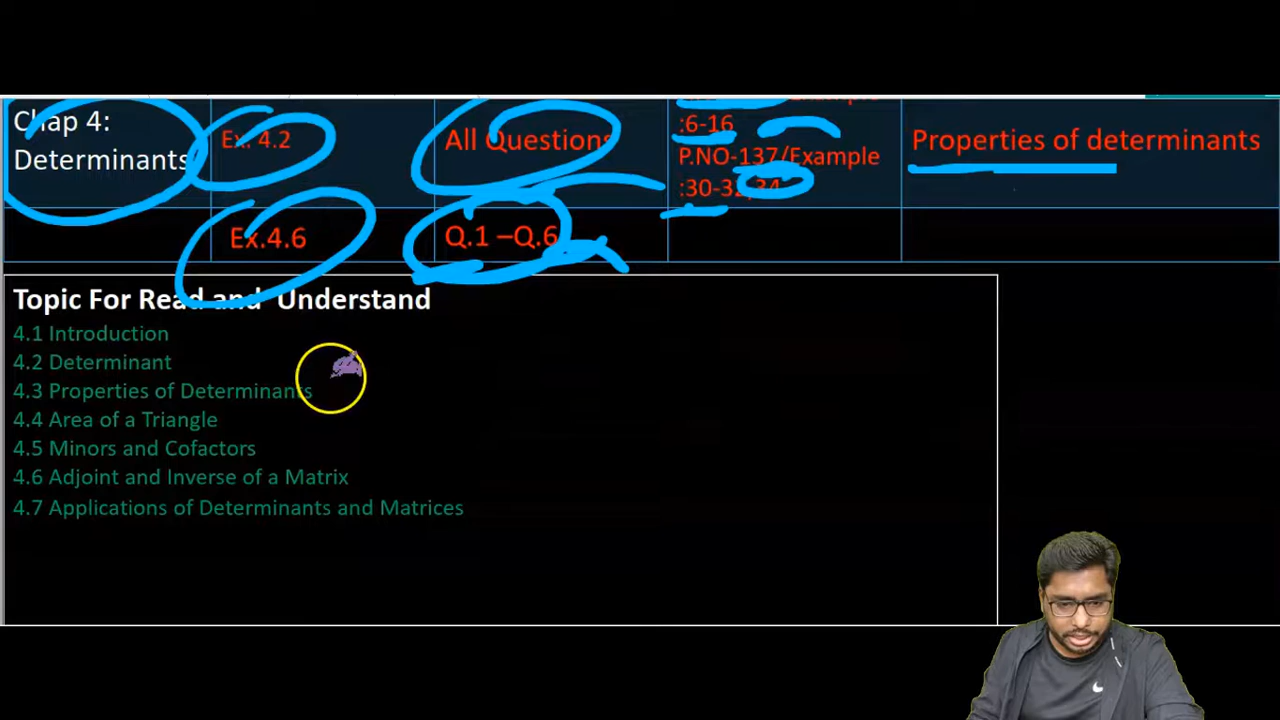 Chap 4:
Determinants
Ex. 4.2
All Questions
:6-16
P.NO-137/Example
:30-32,34
Properties of determinants
Ex.4.6
Q.1 –Q.6
Topic For Read and Understand
4.1 Introduction
4.2 Determinant
4.3 Properties of Determinants
4.4 Area of a Triangle
4.5 Minors and Cofactors
4.6 Adjoint and Inverse of a Matrix
4.7 Applications of Determinants and Matrices